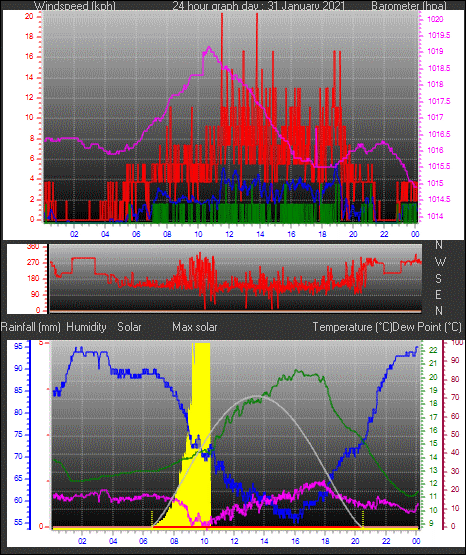 Windspeed (kph) 24 hour graph day : 31 January 2021 Barometer (hpa)
20 1020
18 1019.5
1019
16 1018.5
14 1018
12 1017.5
10 1017
8 1016.5
6 1016
4 1015.5
1015
2 1014.5
0 1014
02 04 06 08 10 12 14 16 18 20 22 00
360 N
270 W
180 S
90 E
0 N
Rainfall (mm) Humidity Solar Max solar Temperature (°C) Dew Point (°C)
95 22 100
90 21 90
85 20 80
80 19 70
18
75 17 60
16 50
70 15 40
65 14 30
13
60 12 20
11
55 10 10
9 0
0
02 04 06 08 10 12 14 16 18 20 22 00